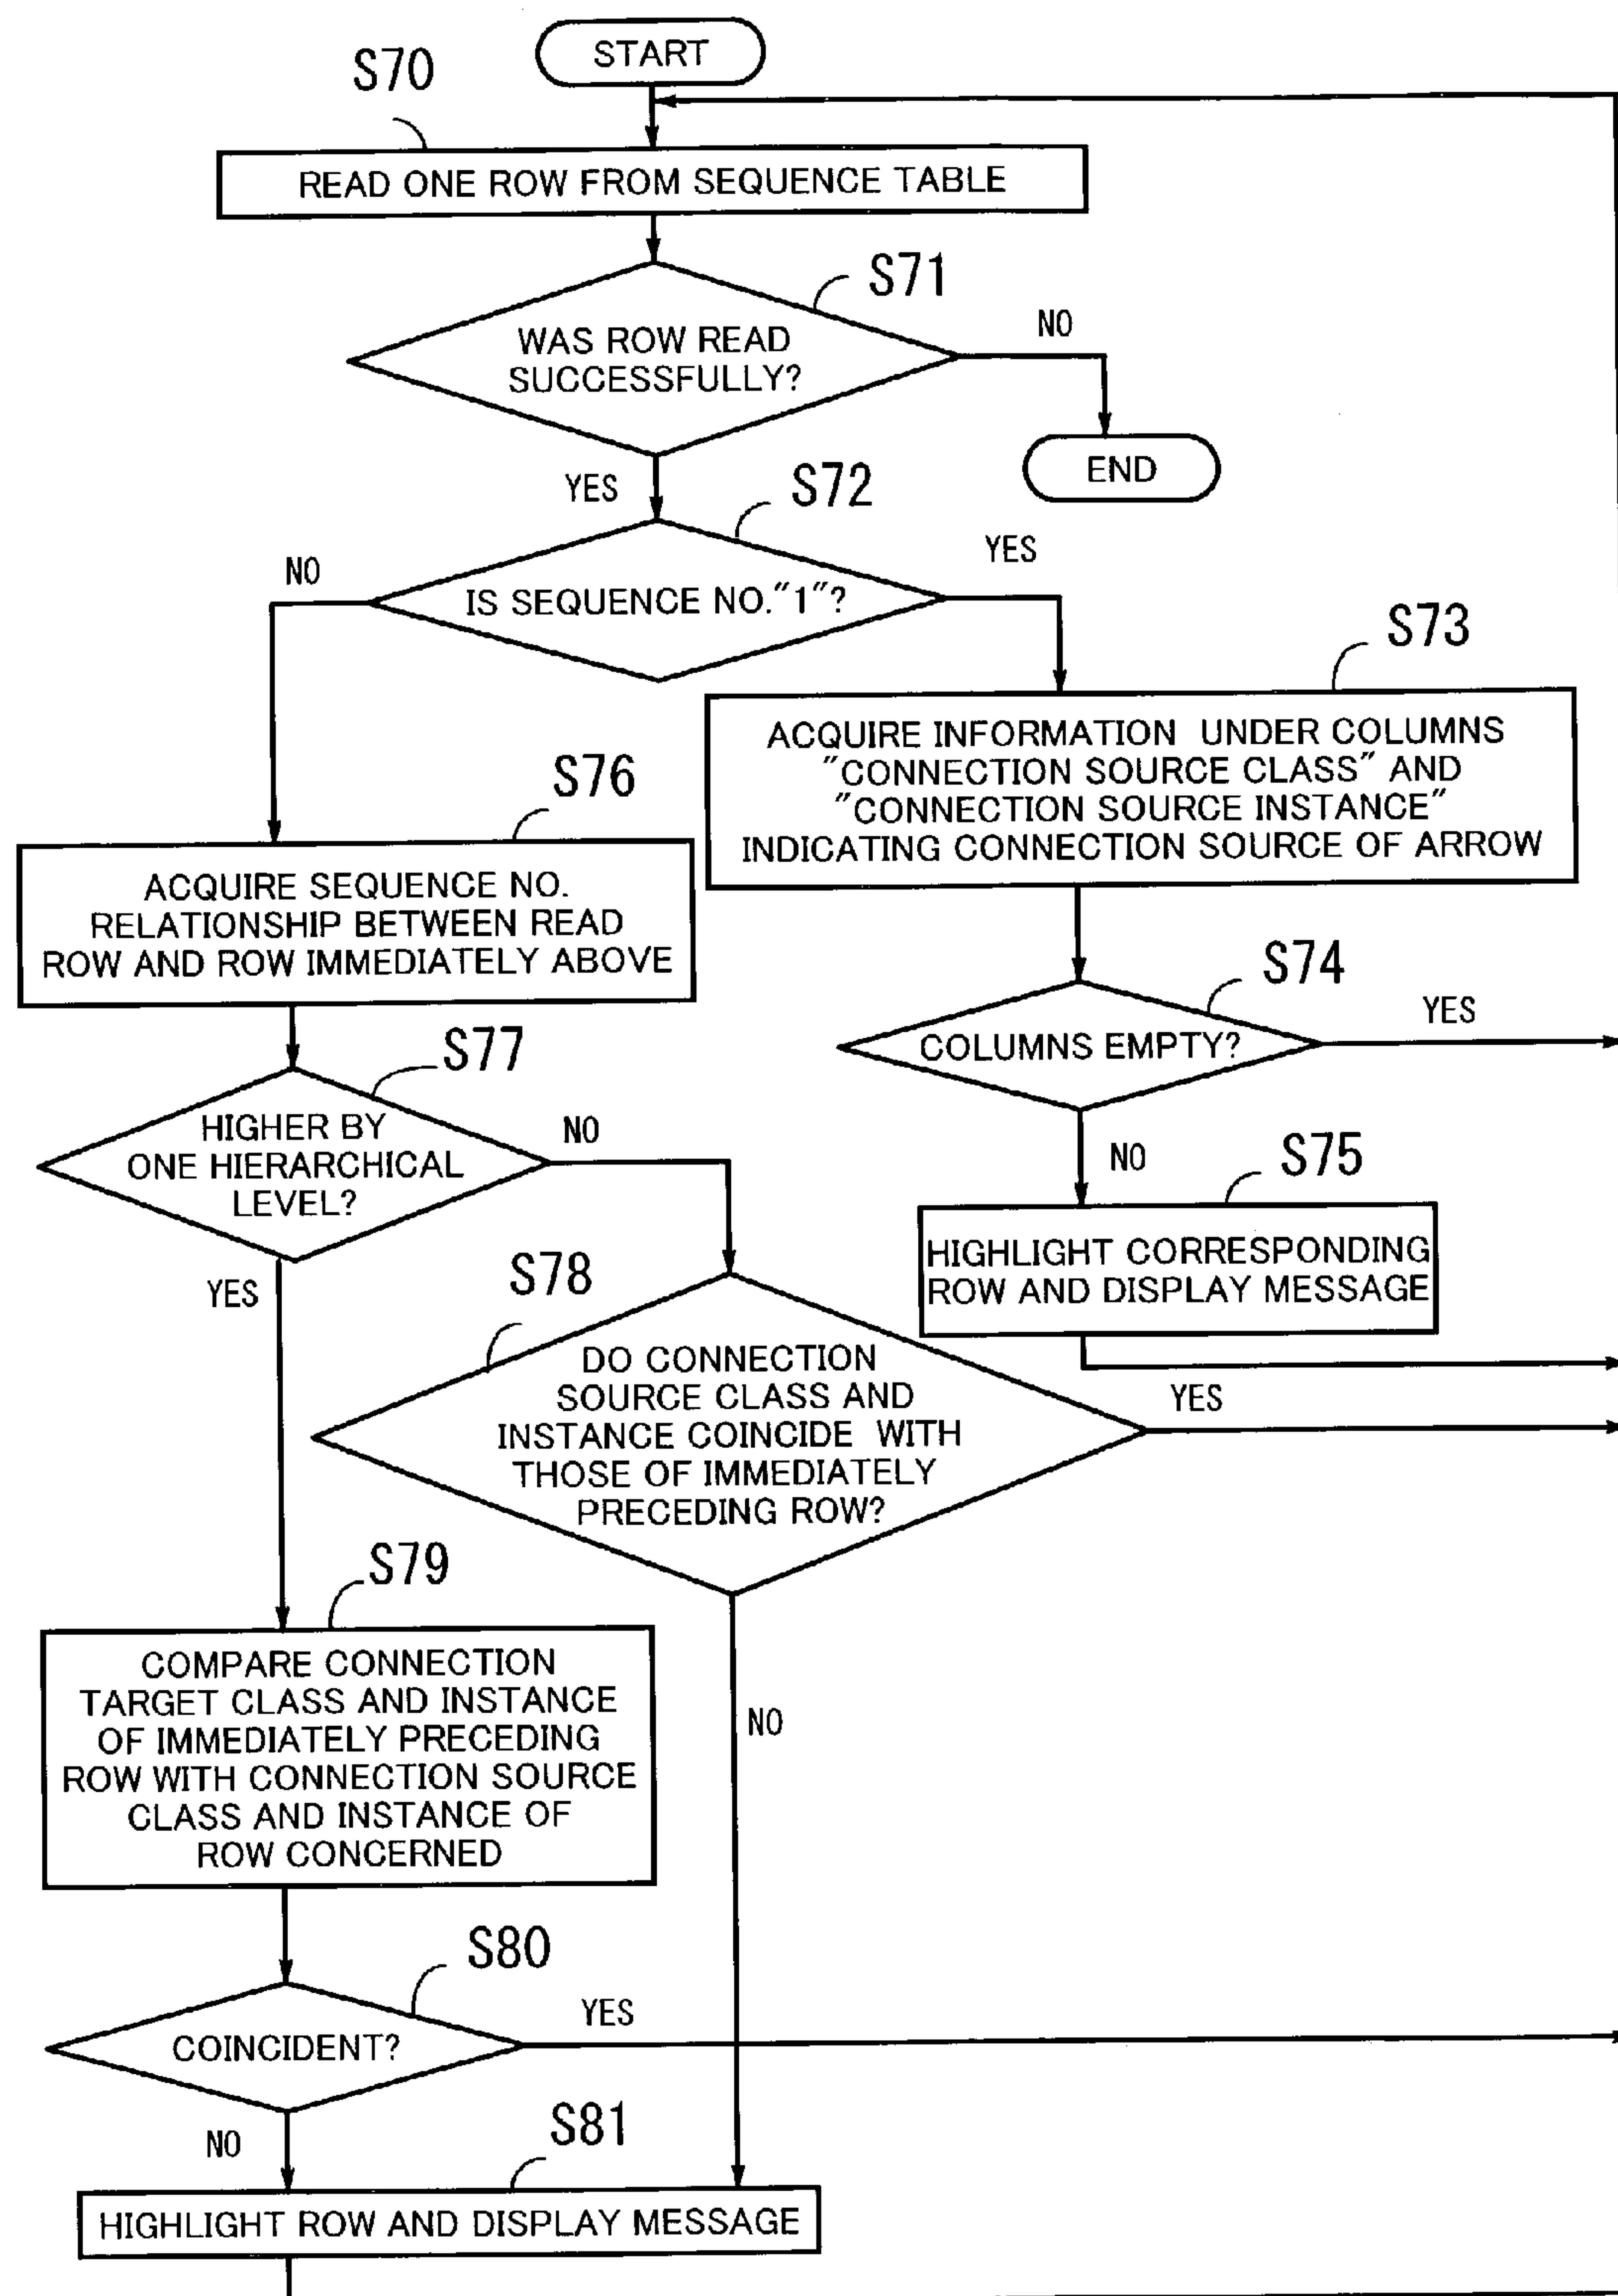 START
S70
READ ONE ROW FROM SEQUENCE TABLE
S71
WAS ROW READ
SUCCESSFULLY?
NO
END
YES
S72
NO
IS SEQUENCE NO."1"?
YES
S73
ACQUIRE INFORMATION UNDER COLUMNS
"CONNECTION SOURCE CLASS" AND
"CONNECTION SOURCE INSTANCE"
INDICATING CONNECTION SOURCE OF ARROW
S76
ACQUIRE SEQUENCE NO.
RELATIONSHIP BETWEEN READ
ROW AND ROW IMMEDIATELY ABOVE
S74
COLUMNS EMPTY?
YES
NO
S75
HIGHLIGHT CORRESPONDING
ROW AND DISPLAY MESSAGE
S77
HIGHER BY
ONE HIERARCHICAL
LEVEL?
NO
YES
S78
DO CONNECTION
SOURCE CLASS AND
INSTANCE COINCIDE WITH
THOSE OF IMMEDIATELY
PRECEDING ROW?
YES
NO
S79
COMPARE CONNECTION
TARGET CLASS AND INSTANCE
OF IMMEDIATELY PRECEDING
ROW WITH CONNECTION SOURCE
CLASS AND INSTANCE OF
ROW CONCERNED
S80
COINCIDENT?
YES
NO
S81
HIGHLIGHT ROW AND DISPLAY MESSAGE